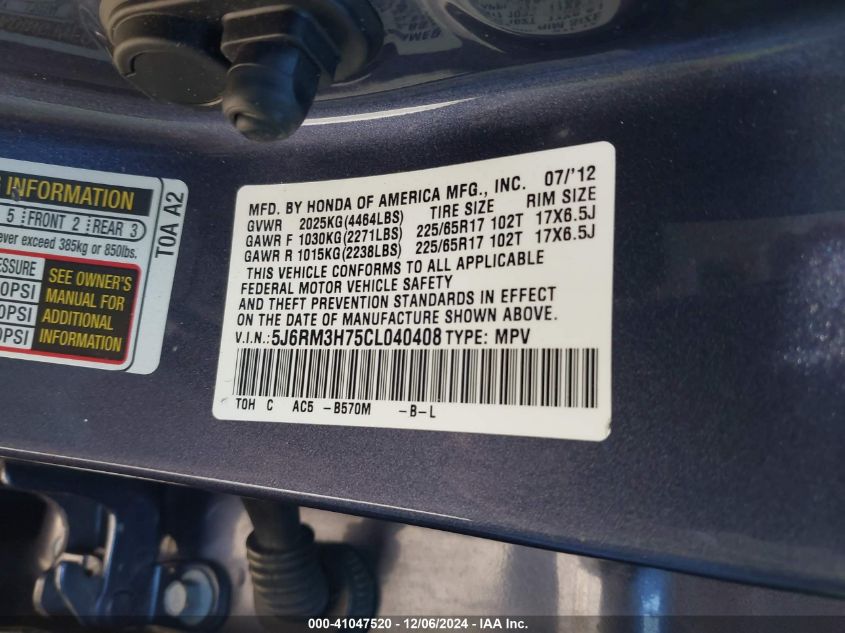 MFD. BY HONDA OF AMERICA MFG., INC. 07/'12
GVWR 2025KG(4464LBS) TIRE SIZE RIM SIZE
GAWR F 1030KG(2271LBS) 225/65R17 102T 17X6.5J
GAWR R 1015KG(2238LBS) 225/65R17 102T 17X6.5J
THIS VEHICLE CONFORMS TO ALL APPLICABLE
FEDERAL MOTOR VEHICLE SAFETY
AND THEFT PREVENTION STANDARDS IN EFFECT
ON THE DATE OF MANUFACTURE SHOWN ABOVE.
V.I.N.:5J6RM3H75CL040408 TYPE: MPV
TOH C AC5 -B570M -B-L
INFORMATION
5 FRONT 2 REAR 3
exceed 385kg or 850lbs.
SEE OWNER'S
MANUAL FOR
ADDITIONAL
INFORMATION
T0A A2
000-41047520 - 12/06/2024 - IAA Inc.